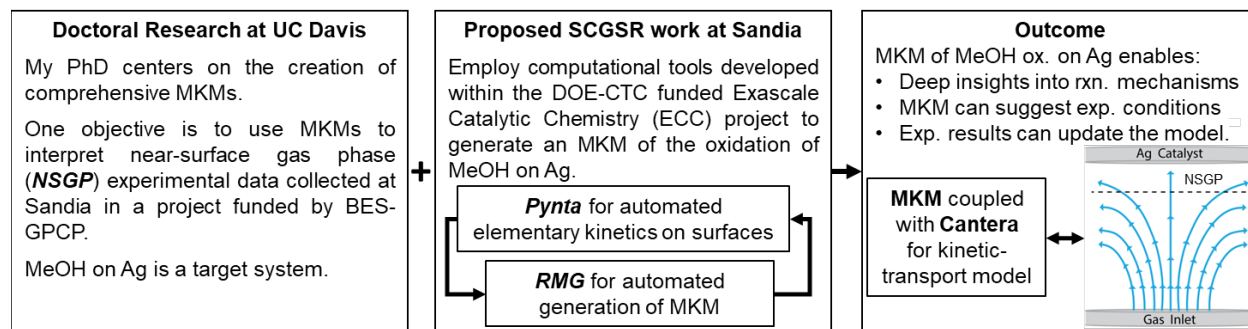 Doctoral Research at UC Davis
My PhD centers on the creation of
comprehensive MKMs.
One objective is to use MKMs to
interpret near-surface gas phase
(NSGP) experimental data collected at
Sandia in a project funded by BES-
GPCP.
MeOH on Ag is a target system.
+
Proposed SCGSR work at Sandia
Employ computational tools developed
within the DOE-CTC funded Exascale
Catalytic Chemistry (ECC) project to
generate an MKM of the oxidation of
MeOH on Ag.
Pynta for automated
elementary kinetics on surfaces
RMG for automated
generation of MKM
Outcome
MKM of MeOH ox. on Ag enables:
• Deep insights into rxn. mechanisms
• MKM can suggest exp. conditions
• Exp. results can update the model.
MKM coupled
with Cantera
for kinetic-
transport model
Ag Catalyst
NSGP
Gas Inlet